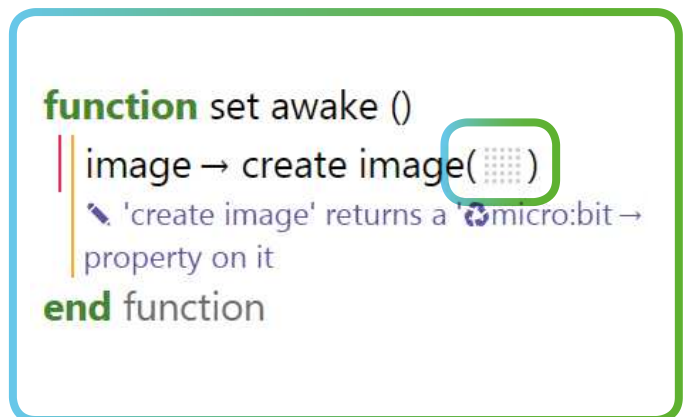 function set awake ()
image → create image( )
'create image' returns a '♻micro:bit →
property on it
end function